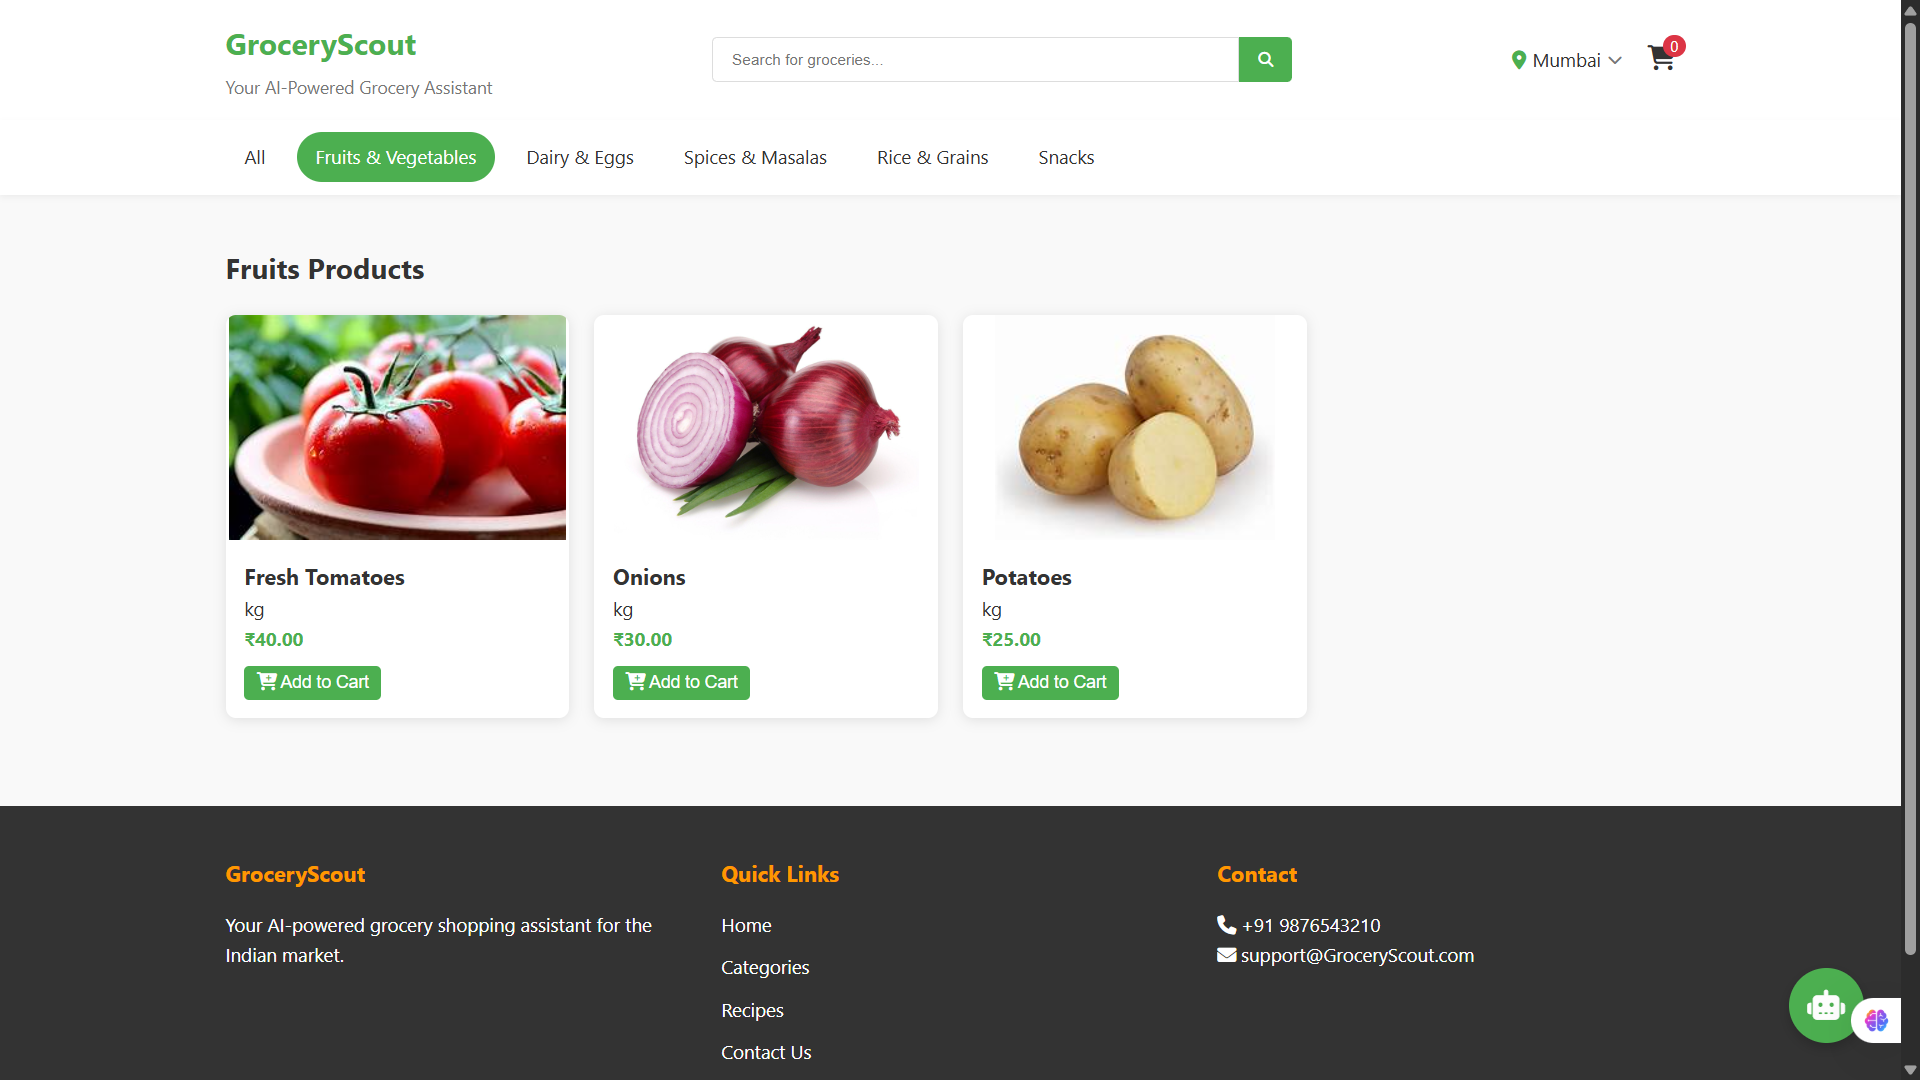 GroceryScout
Your AI-Powered Grocery Assistant
Search for groceries...
Mumbai
0
All
Fruits & Vegetables
Dairy & Eggs
Spices & Masalas
Rice & Grains
Snacks
Fruits Products
Fresh Tomatoes
kg
₹40.00
Add to Cart
Onions
kg
₹30.00
Add to Cart
Potatoes
kg
₹25.00
Add to Cart
GroceryScout
Your AI-powered grocery shopping assistant for the
Indian market.
Quick Links
Home
Categories
Recipes
Contact Us
Contact
+91 9876543210
support@GroceryScout.com